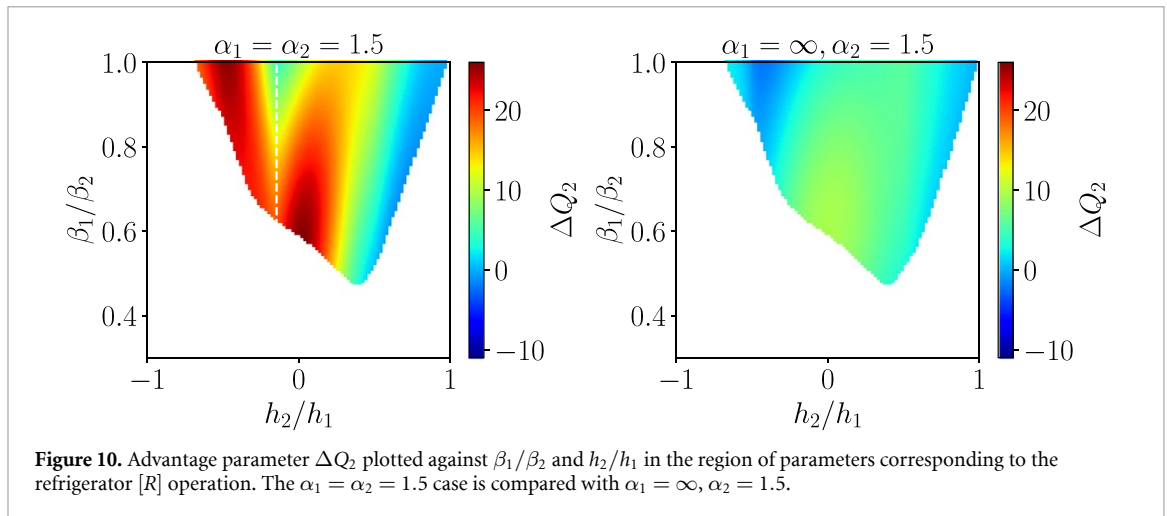 α₁ = α₂ = 1.5
1.0
0.8
0.6
0.4
β₁/β₂
−1
0
1
h₂/h₁
20
10
0
−10
ΔQ₂
α₁ = ∞, α₂ = 1.5
1.0
0.8
0.6
0.4
β₁/β₂
−1
0
1
h₂/h₁
20
10
0
−10
ΔQ₂
Figure 10. Advantage parameter ΔQ₂ plotted against β₁/β₂ and h₂/h₁ in the region of parameters corresponding to the
refrigerator [R] operation. The α₁ = α₂ = 1.5 case is compared with α₁ = ∞, α₂ = 1.5.